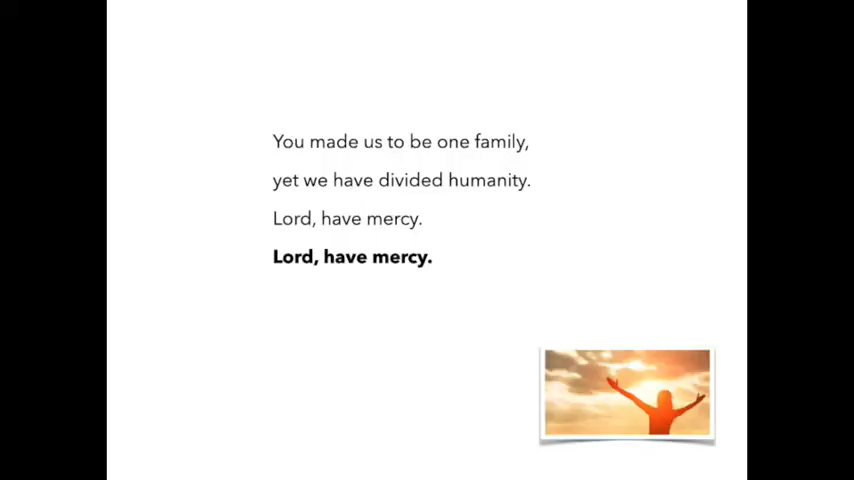 You made us to be one family,
yet we have divided humanity.
Lord, have mercy.
Lord, have mercy.